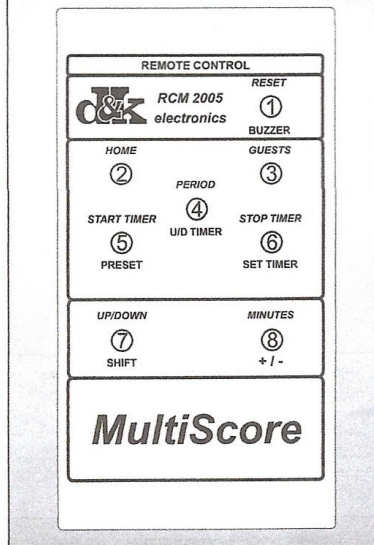 REMOTE CONTROL
d&k
RCM 2005
electronics
RESET
1
BUZZER
HOME
2
GUESTS
3
PERIOD
4
U/D TIMER
START TIMER
5
PRESET
STOP TIMER
6
SET TIMER
UP/DOWN
7
SHIFT
MINUTES
8
+ / -
MultiScore